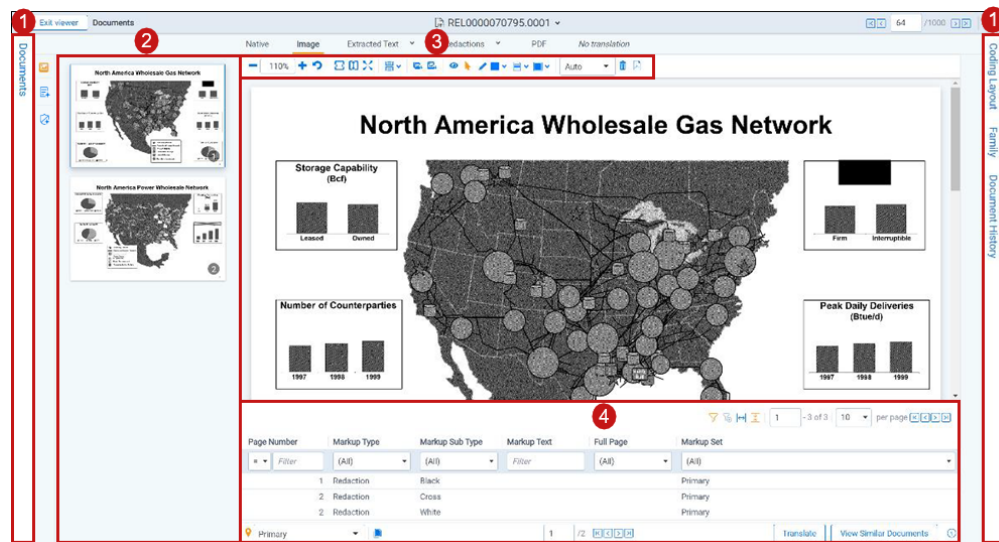 1
Exit viewer Documents
REL0000070795.0001
64 /1000
1
2
3
Native Image Extracted Text Redactions PDF No translation
110% Auto
Documents
Coding Layout Family Document History
North America Wholesale Gas Network
1
North America Power Wholesale Network
2
North America Wholesale Gas Network
Storage Capability
(Bcf)
Leased Owned
Firm Interruptible
Number of Counterparties
1997 1998 1999
Peak Daily Deliveries
(Btue/d)
1997 1998 1999
4
1 - 3 of 3 10 per page
Page Number Markup Type Markup Sub Type Markup Text Full Page Markup Set
= Filter (All) (All) Filter (All) (All)
1 Redaction Black Primary
2 Redaction Cross Primary
2 Redaction White Primary
Primary 1 /2 Translate View Similar Documents